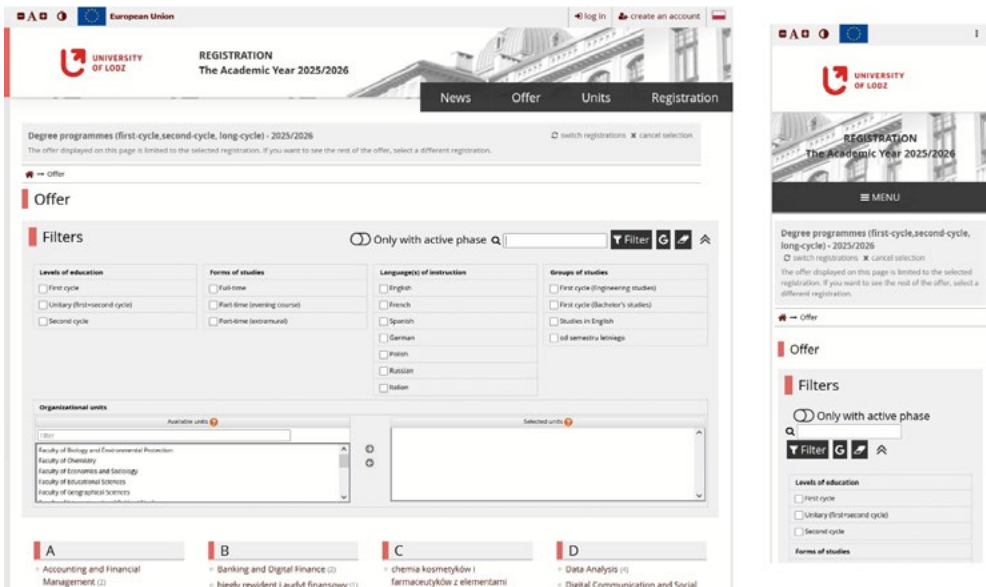 A
European Union
log in
create an account
UNIVERSITY
OF LODZ
REGISTRATION
The Academic Year 2025/2026
News Offer Units Registration
Degree programmes (first-cycle,second-cycle, long-cycle) - 2025/2026
switch registrations × cancel selection
The offer displayed on this page is limited to the selected registration. If you want to see the rest of the offer, select a different registration.
→ Offer
Offer
Filters
Only with active phase
Filter G
Levels of education
First cycle
Unitary (first+second cycle)
Second cycle
Forms of studies
Full-time
Part-time (evening course)
Part-time (extramural)
Language(s) of instruction
English
French
Spanish
German
Polish
Russian
Italian
Groups of studies
First cycle (Engineering studies)
First cycle (Bachelor's studies)
Studies in English
od semestru letniego
Organizational units
Available units ?
Filter
Faculty of Biology and Environmental Protection
Faculty of Chemistry
Faculty of Economics and Sociology
Faculty of Educational Sciences
Faculty of Geographical Sciences
Selected units ?
A
Accounting and Financial
Management (2)
B
Banking and Digital Finance (2)
biegły rewident i audyt finansowy (1)
C
chemia kosmetyków i
farmaceutyków z elementami
D
Data Analysis (4)
Digital Communication and Social
A
UNIVERSITY
OF LODZ
REGISTRATION
The Academic Year 2025/2026
MENU
Degree programmes (first-cycle,second-cycle,
long-cycle) - 2025/2026
switch registrations × cancel selection
The offer displayed on this page is limited to the selected
registration. If you want to see the rest of the offer, select a
different registration.
→ Offer
Offer
Filters
Only with active phase
Filter G
Levels of education
First cycle
Unitary (first+second cycle)
Second cycle
Forms of studies